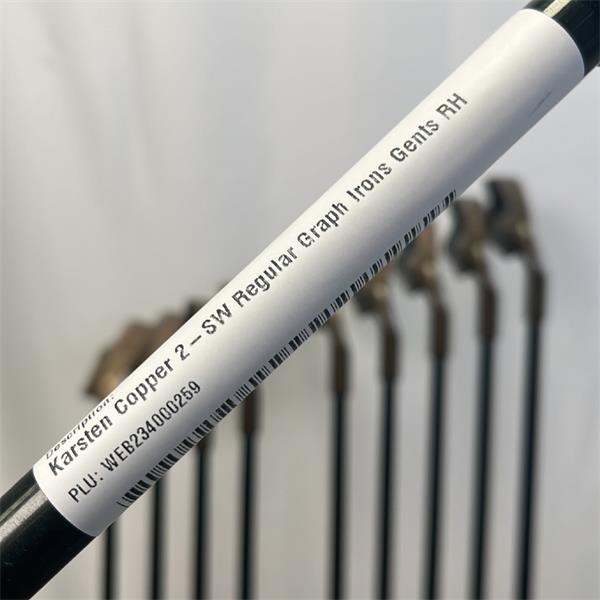 Description:
Karsten Copper 2 – SW Regular Graph Irons Gents RH
PLU: WEB234000259